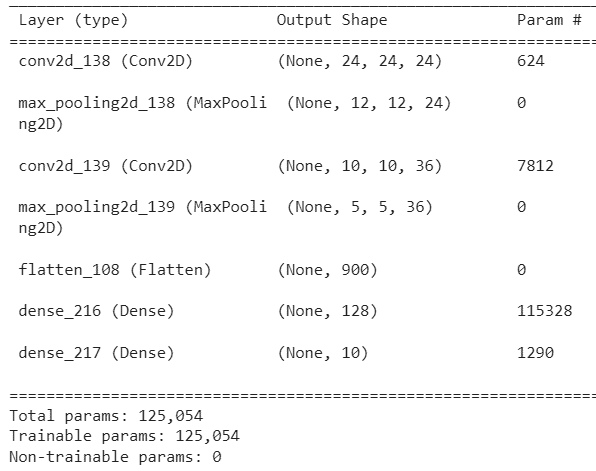 Layer (type) Output Shape Param #
=================================================================
conv2d_138 (Conv2D) (None, 24, 24, 24) 624
max_pooling2d_138 (MaxPooli (None, 12, 12, 24) 0
ng2D)
conv2d_139 (Conv2D) (None, 10, 10, 36) 7812
max_pooling2d_139 (MaxPooli (None, 5, 5, 36) 0
ng2D)
flatten_108 (Flatten) (None, 900) 0
dense_216 (Dense) (None, 128) 115328
dense_217 (Dense) (None, 10) 1290
=================================================================
Total params: 125,054
Trainable params: 125,054
Non-trainable params: 0